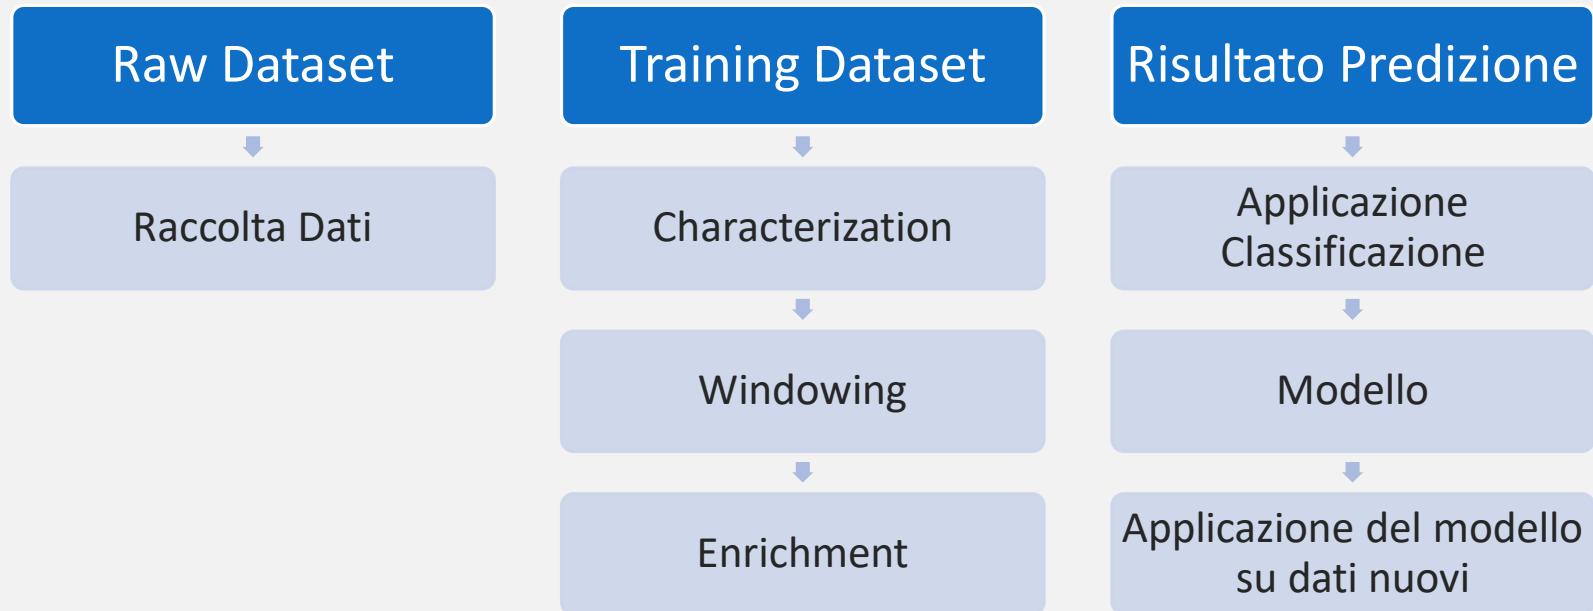 Raw Dataset
Raccolta Dati
Training Dataset
Characterization
Windowing
Enrichment
Risultato Predizione
Applicazione
Classificazione
Modello
Applicazione del modello
su dati nuovi